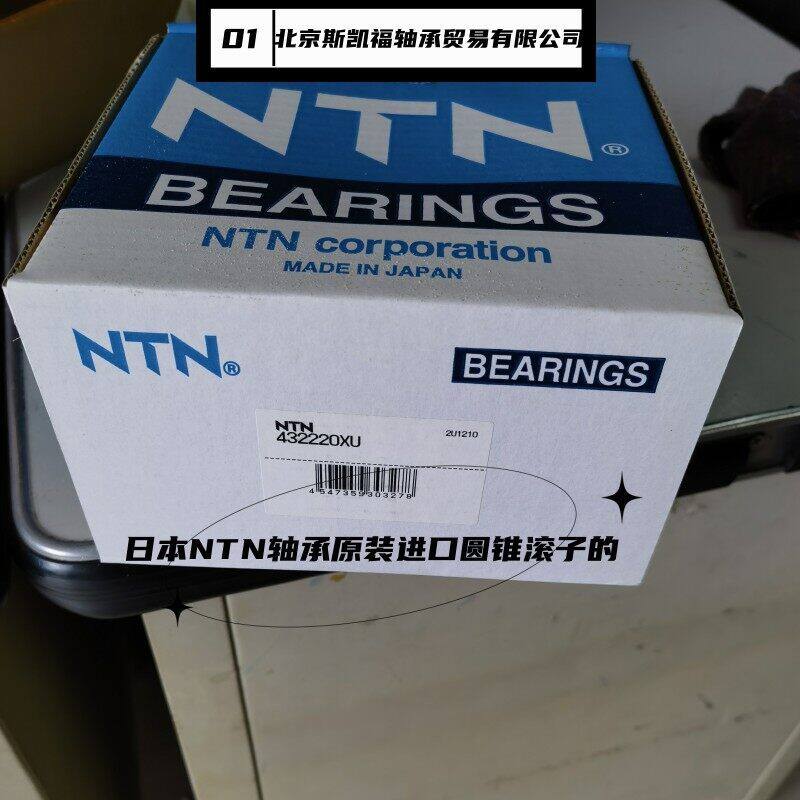 01 北京斯凯福轴承贸易有限公司
NTN®
BEARINGS
NTN corporation
MADE IN JAPAN
NTN®
BEARINGS
NTN
432220XU
2U1210
4 547359303278
日本NTN轴承原装进口圆锥滚子的